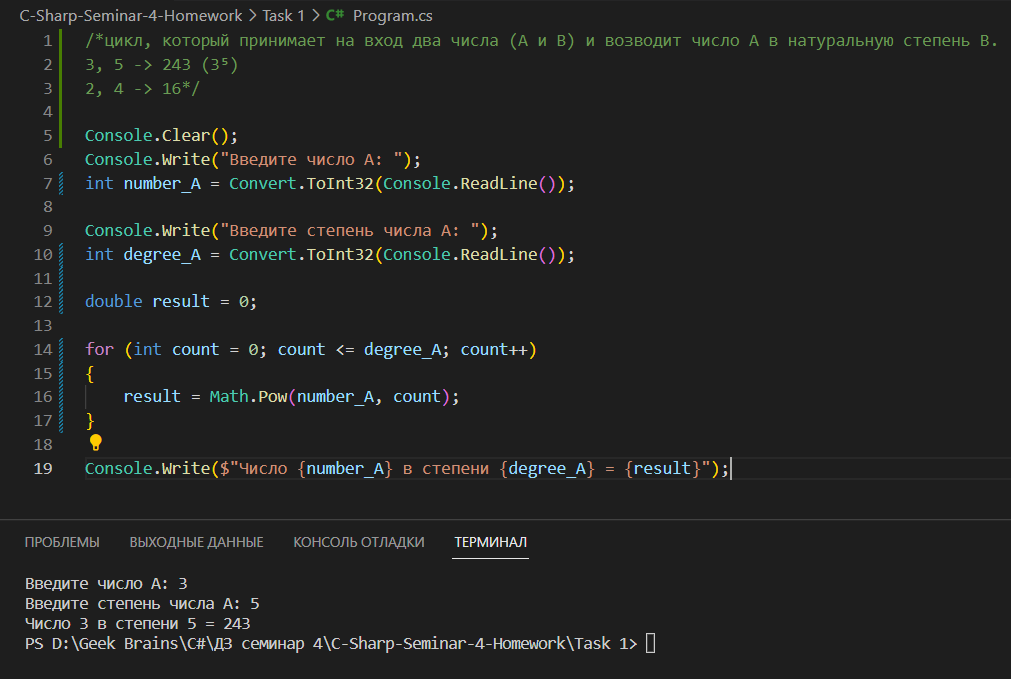 C-Sharp-Seminar-4-Homework > Task 1 > C# Program.cs
1 /*цикл, который принимает на вход два числа (A и B) и возводит число A в натуральную степень B.
2 3, 5 -> 243 (3⁵)
3 2, 4 -> 16*/
4
5 Console.Clear();
6 Console.Write("Введите число A: ");
7 int number_A = Convert.ToInt32(Console.ReadLine());
8
9 Console.Write("Введите степень числа A: ");
10 int degree_A = Convert.ToInt32(Console.ReadLine());
11
12 double result = 0;
13
14 for (int count = 0; count <= degree_A; count++)
15 {
16 result = Math.Pow(number_A, count);
17 }
18
19 Console.Write($"Число {number_A} в степени {degree_A} = {result}");
ПРОБЛЕМЫ ВЫХОДНЫЕ ДАННЫЕ КОНСОЛЬ ОТЛАДКИ ТЕРМИНАЛ
Введите число A: 3
Введите степень числа A: 5
Число 3 в степени 5 = 243
PS D:\Geek Brains\C#\ДЗ семинар 4\C-Sharp-Seminar-4-Homework\Task 1>